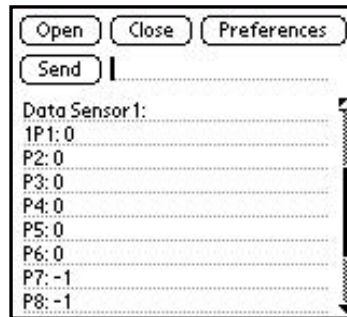 Open Close Preferences
Send
Data Sensor1:
1P1: 0
P2: 0
P3: 0
P4: 0
P5: 0
P6: 0
P7: -1
P8: -1